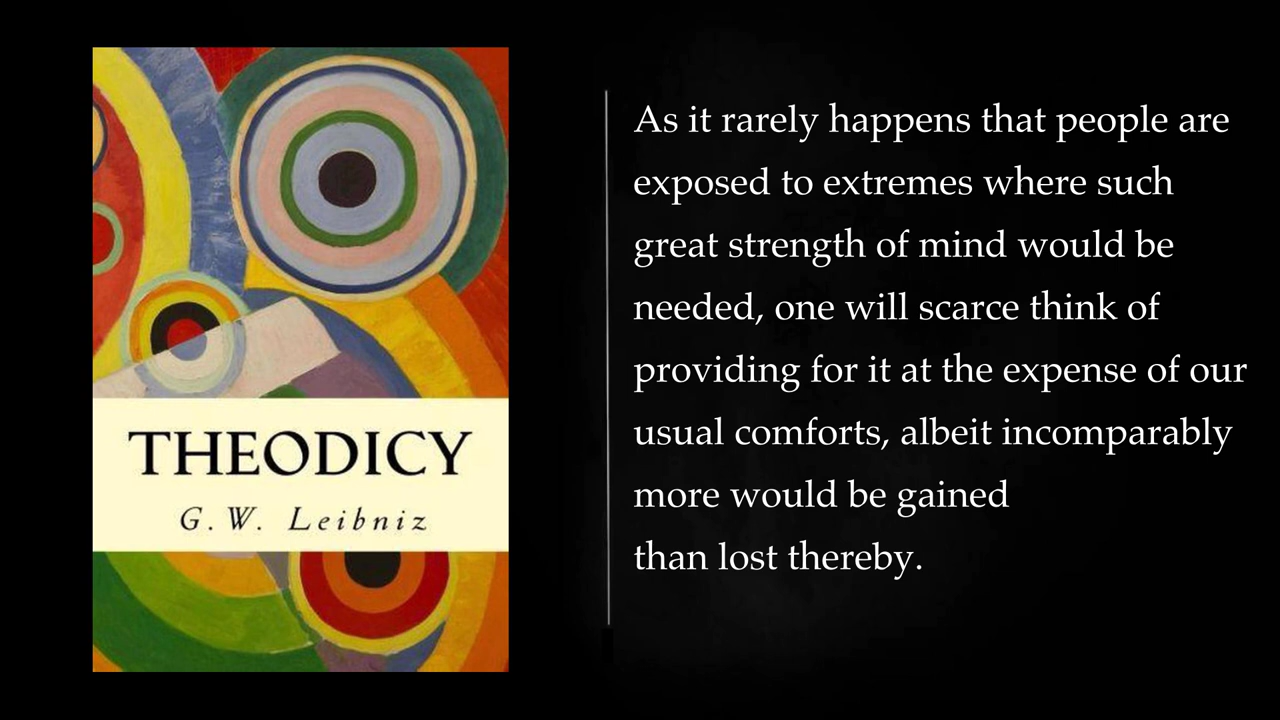 THEODICY
G. W. Leibniz
As it rarely happens that people are
exposed to extremes where such
great strength of mind would be
needed, one will scarce think of
providing for it at the expense of our
usual comforts, albeit incomparably
more would be gained
than lost thereby.